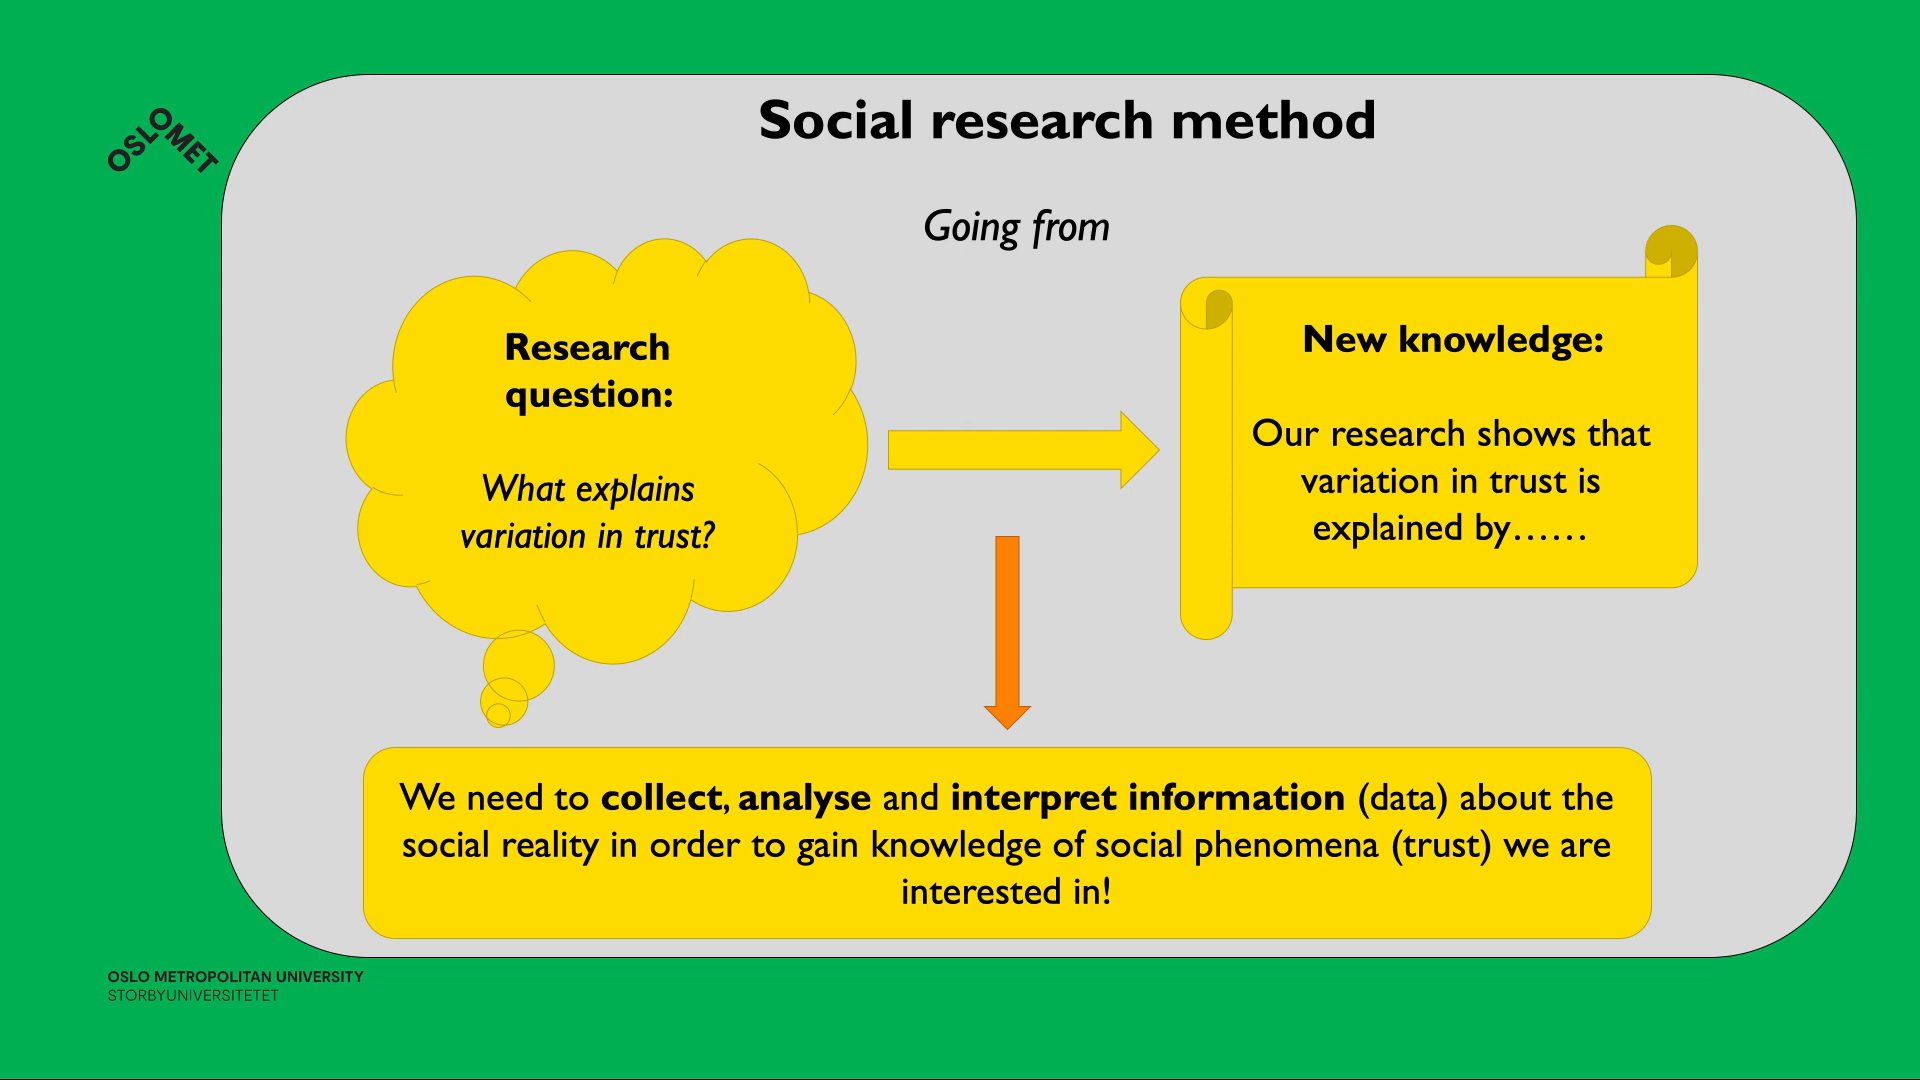 OSLOMET
Social research method
Going from
Research
question:
What explains
variation in trust?
New knowledge:
Our research shows that
variation in trust is
explained by……
We need to collect, analyse and interpret information (data) about the
social reality in order to gain knowledge of social phenomena (trust) we are
interested in!
OSLO METROPOLITAN UNIVERSITY
STORBYUNIVERSITETET